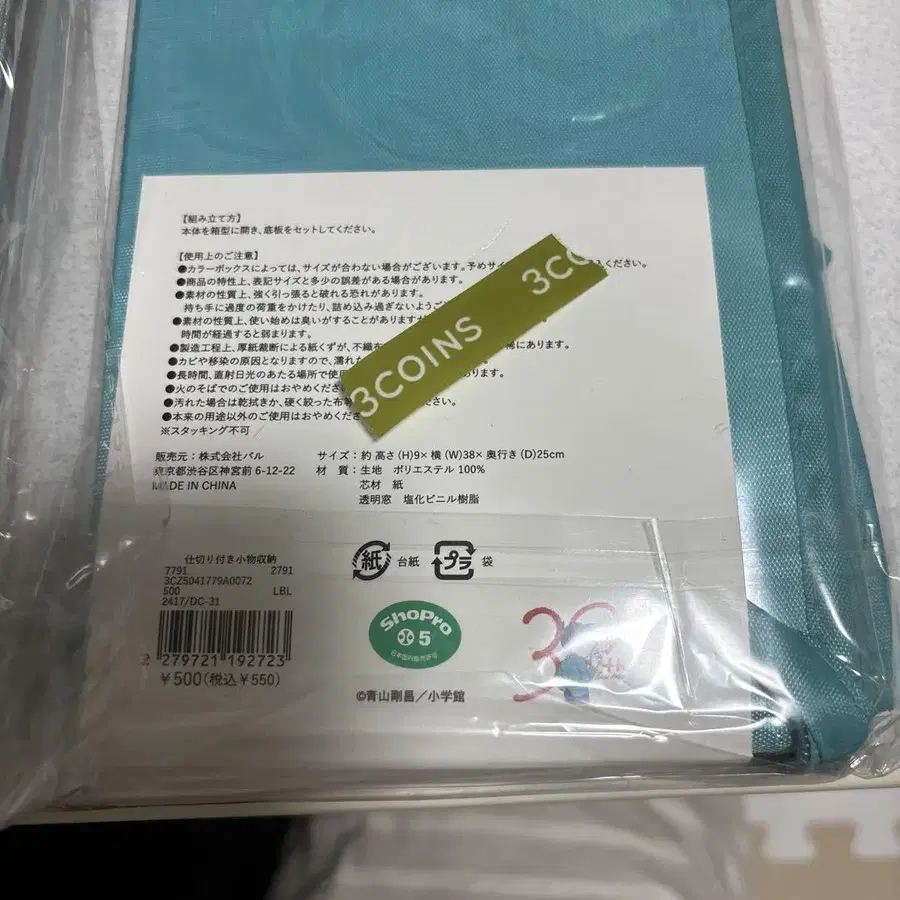 【組み立て方】
本体を箱型に開き、底板をセットしてください。
【使用上のご注意】
●カラーボックスによっては、サイズが合わない場合がございます。予めサイ
入ください。
●商品の特性上、表記サイズと多少の誤差がある場合があります。
●素材の性質上、強く引っ張ると破れる恐れがあります。
持ち手に過度の荷重をかけたり、詰め込み過ぎないようご
●素材の性質上、使い始めは臭いがすることがありますが
時間が経過すると弱まります。
●製造工程上、厚紙裁断による紙くずが、不織布
稀にあります。
●カビや移染の原因となりますので、濡れた
●長時間、直射日光のあたる場所で使用
あります。
●火のそばでのご使用はおやめくださ
●汚れた場合は乾拭きか、硬く絞った布等
ください。
●本来の用途以外のご使用はおやめくださ
※スタッキング不可
3COINS 3CO
販売元：株式会社パル
東京都渋谷区神宮前 6-12-22
MADE IN CHINA
サイズ：約 高さ（H)9× 横（W)38× 奥行き（D)25cm
材 質：生地 ポリエステル 100%
芯材 紙
透明窓 塩化ビニル樹脂
紙 台紙 プラ 袋
仕切り付き小物収納
7791 2791
3CZ5041779A0072
500 LBL
2417/DC-31
2 279721 192723
¥500(税込¥550)
ShoPro
5
日本国内販売許諾
©青山剛昌／小学館